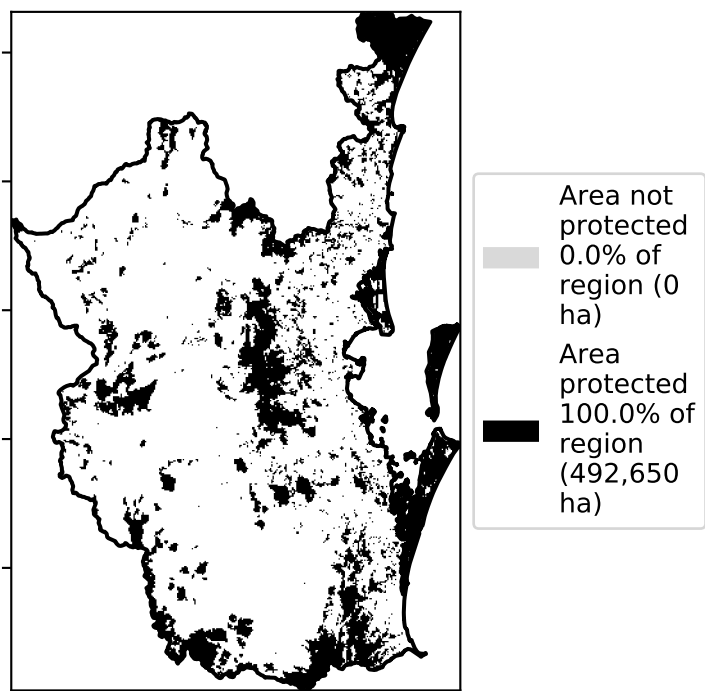 Area not
protected
0.0% of
region (0
ha)
Area
protected
100.0% of
region
(492,650
ha)